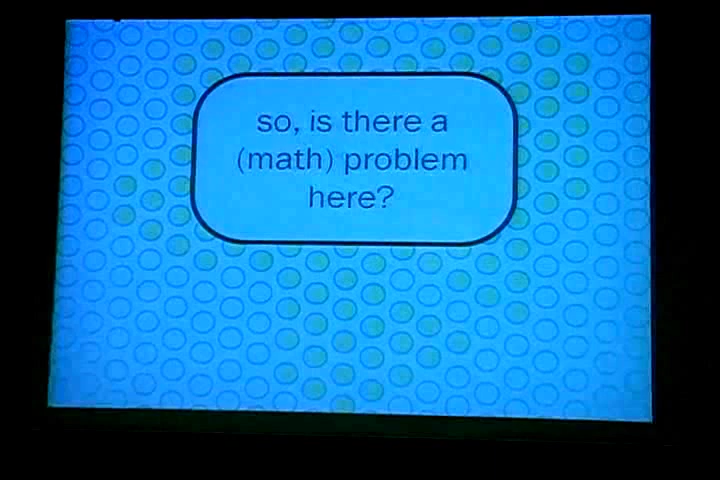 so, is there a
(math) problem
here?